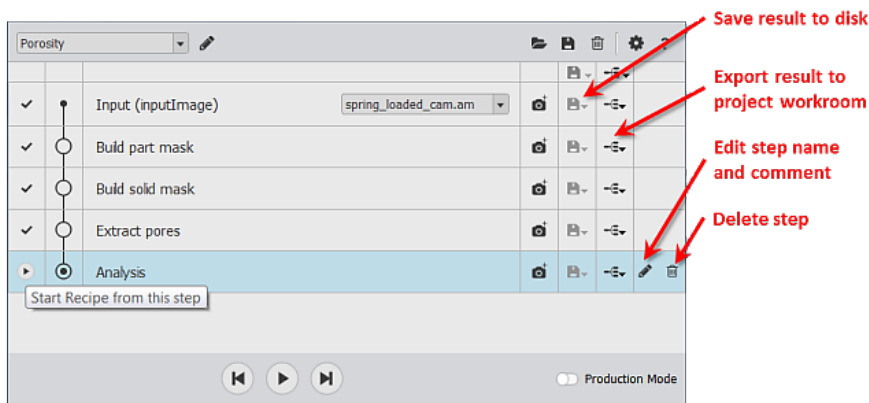 Save result to disk
Porosity
?
Export result to
project workroom
Input (inputImage)
spring_loaded_cam.am
Build part mask
Edit step name
and comment
Build solid mask
Delete step
Extract pores
Analysis
Start Recipe from this step
Production Mode